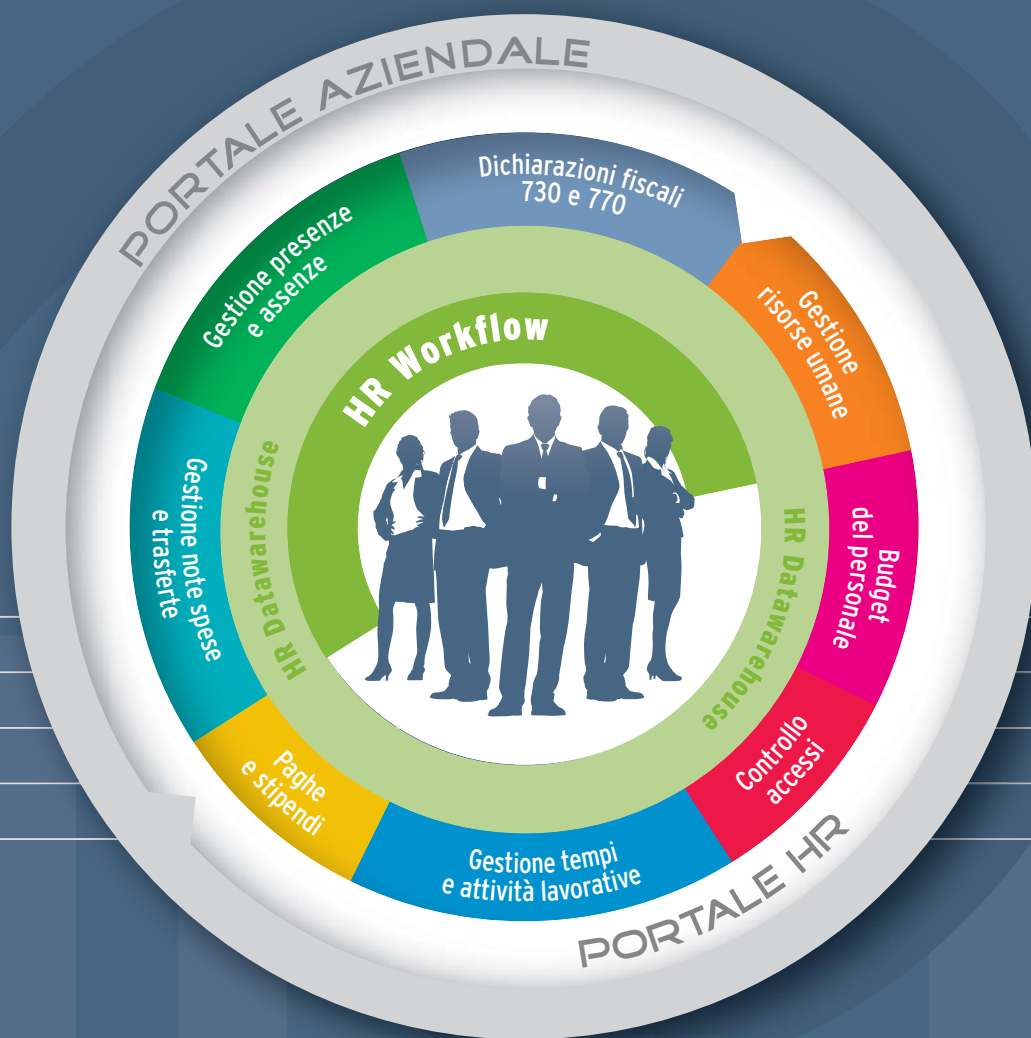 PORTALE AZIENDALE
Dichiarazioni fiscali
730 e 770
Gestione
risorse umane
Budget
del personale
Controllo
accessi
Gestione tempi
e attività lavorative
Paghe
e stipendi
Gestione note spese
e trasferte
Gestione presenze
e assenze
HR Workflow
HR Datawarehouse
HR Datawarehouse
PORTALE HR